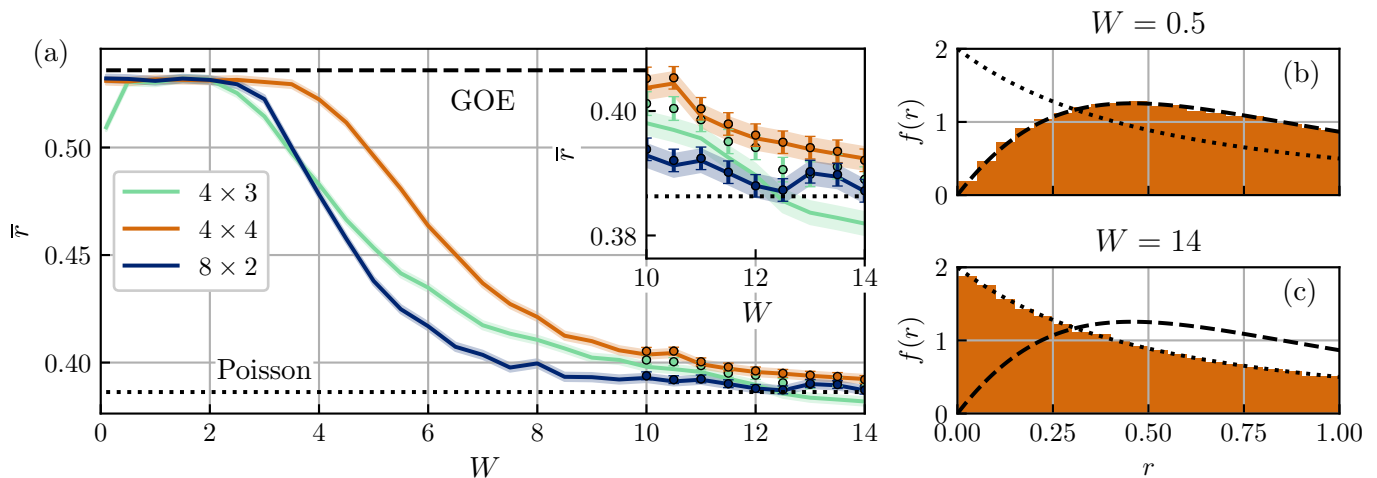 (a)
GOE
Poisson
4 × 3
4 × 4
8 × 2
0.50
0.45
0.40
r̅
0 2 4 6 8 10 12 14
W
0.40
0.38
r̅
10 12 14
W
W = 0.5
(b)
2
1
0
f(r)
W = 14
(c)
2
1
0
f(r)
0.00 0.25 0.50 0.75 1.00
r